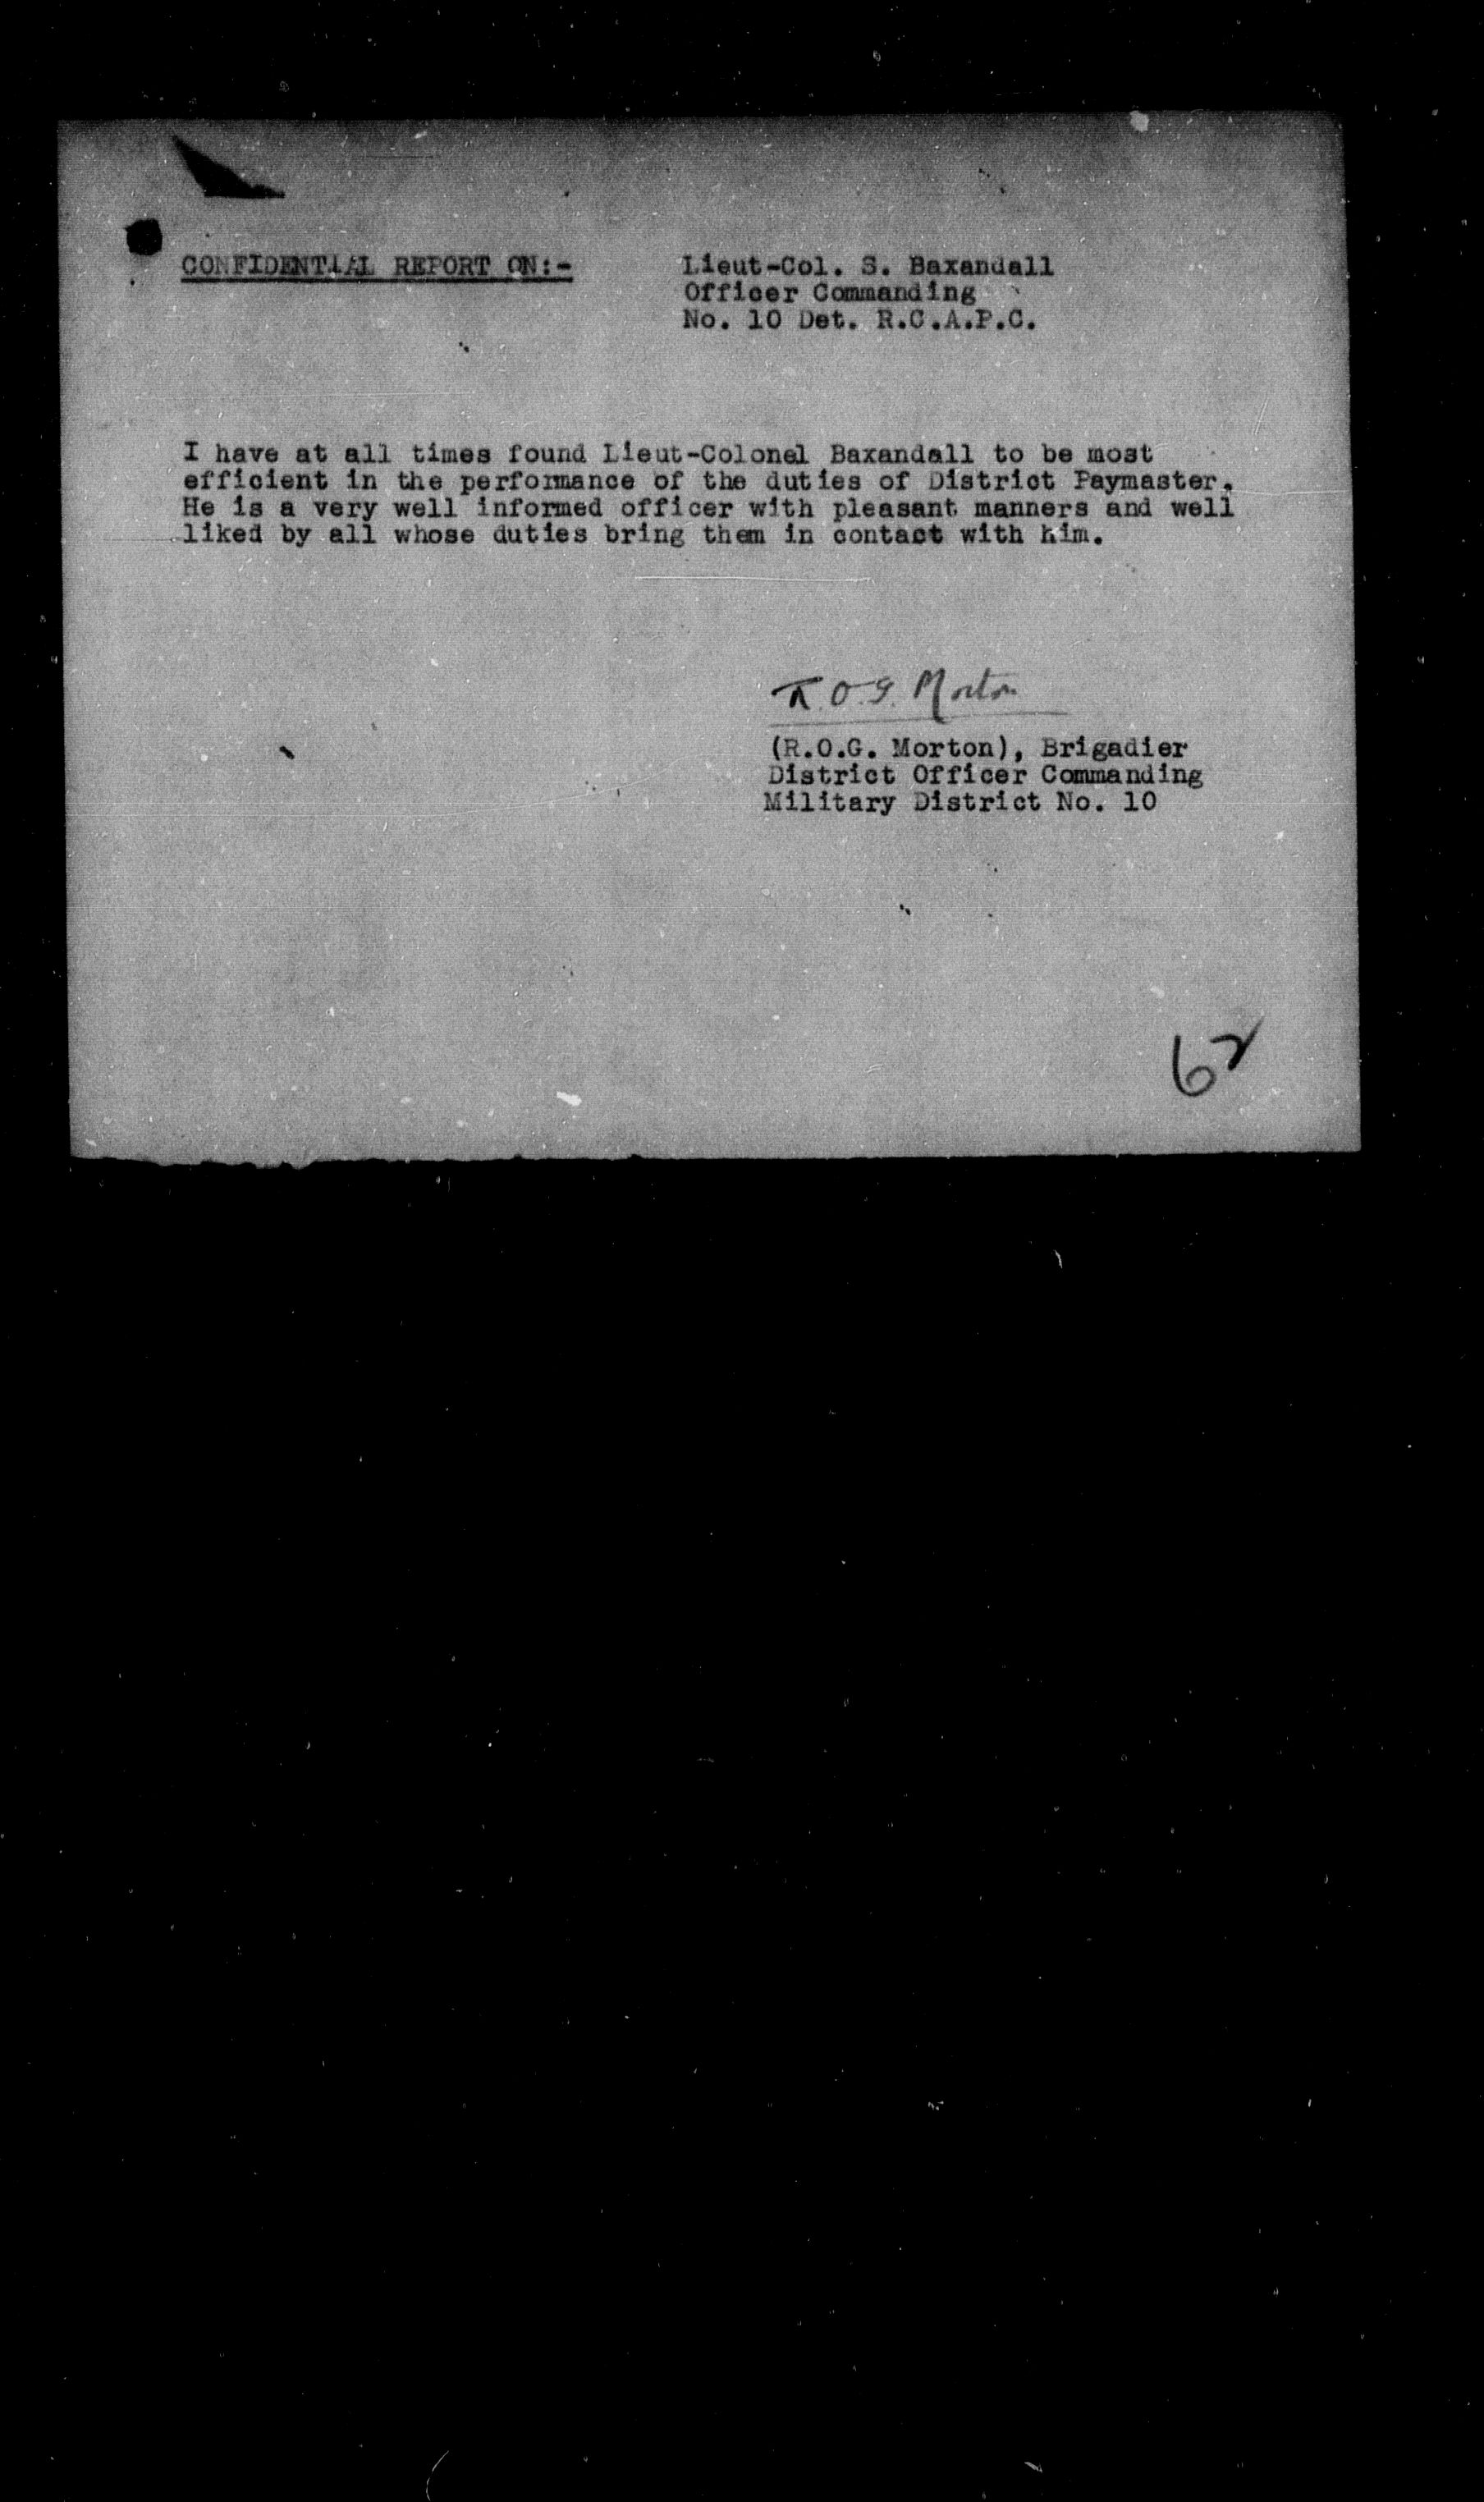 CONFIDENTIAL REPORT ON:- Lieut-Col. S. Baxandall
Officer Commanding
No. 10 Det. R.C.A.P.C.
I have at all times found Lieut-Colonel Baxandall to be most
efficient in the performance of the duties of District Paymaster.
He is a very well informed officer with pleasant manners and well
liked by all whose duties bring them in contact with him.
R.O.G. Morton
(R.O.G. Morton), Brigadier
District Officer Commanding
Military District No. 10
62